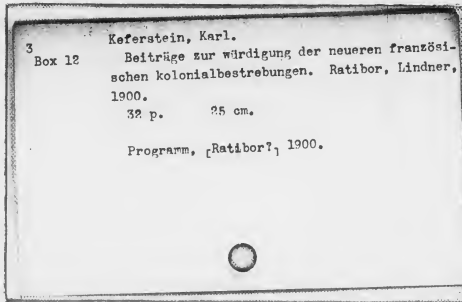 Keferstein, Karl.
3
Box 12
Beiträge zur würdigung der neueren französi-
schen kolonialbestrebungen. Ratibor, Lindner,
1900.
32 p. 25 cm.
Programm, [Ratibor?] 1900.